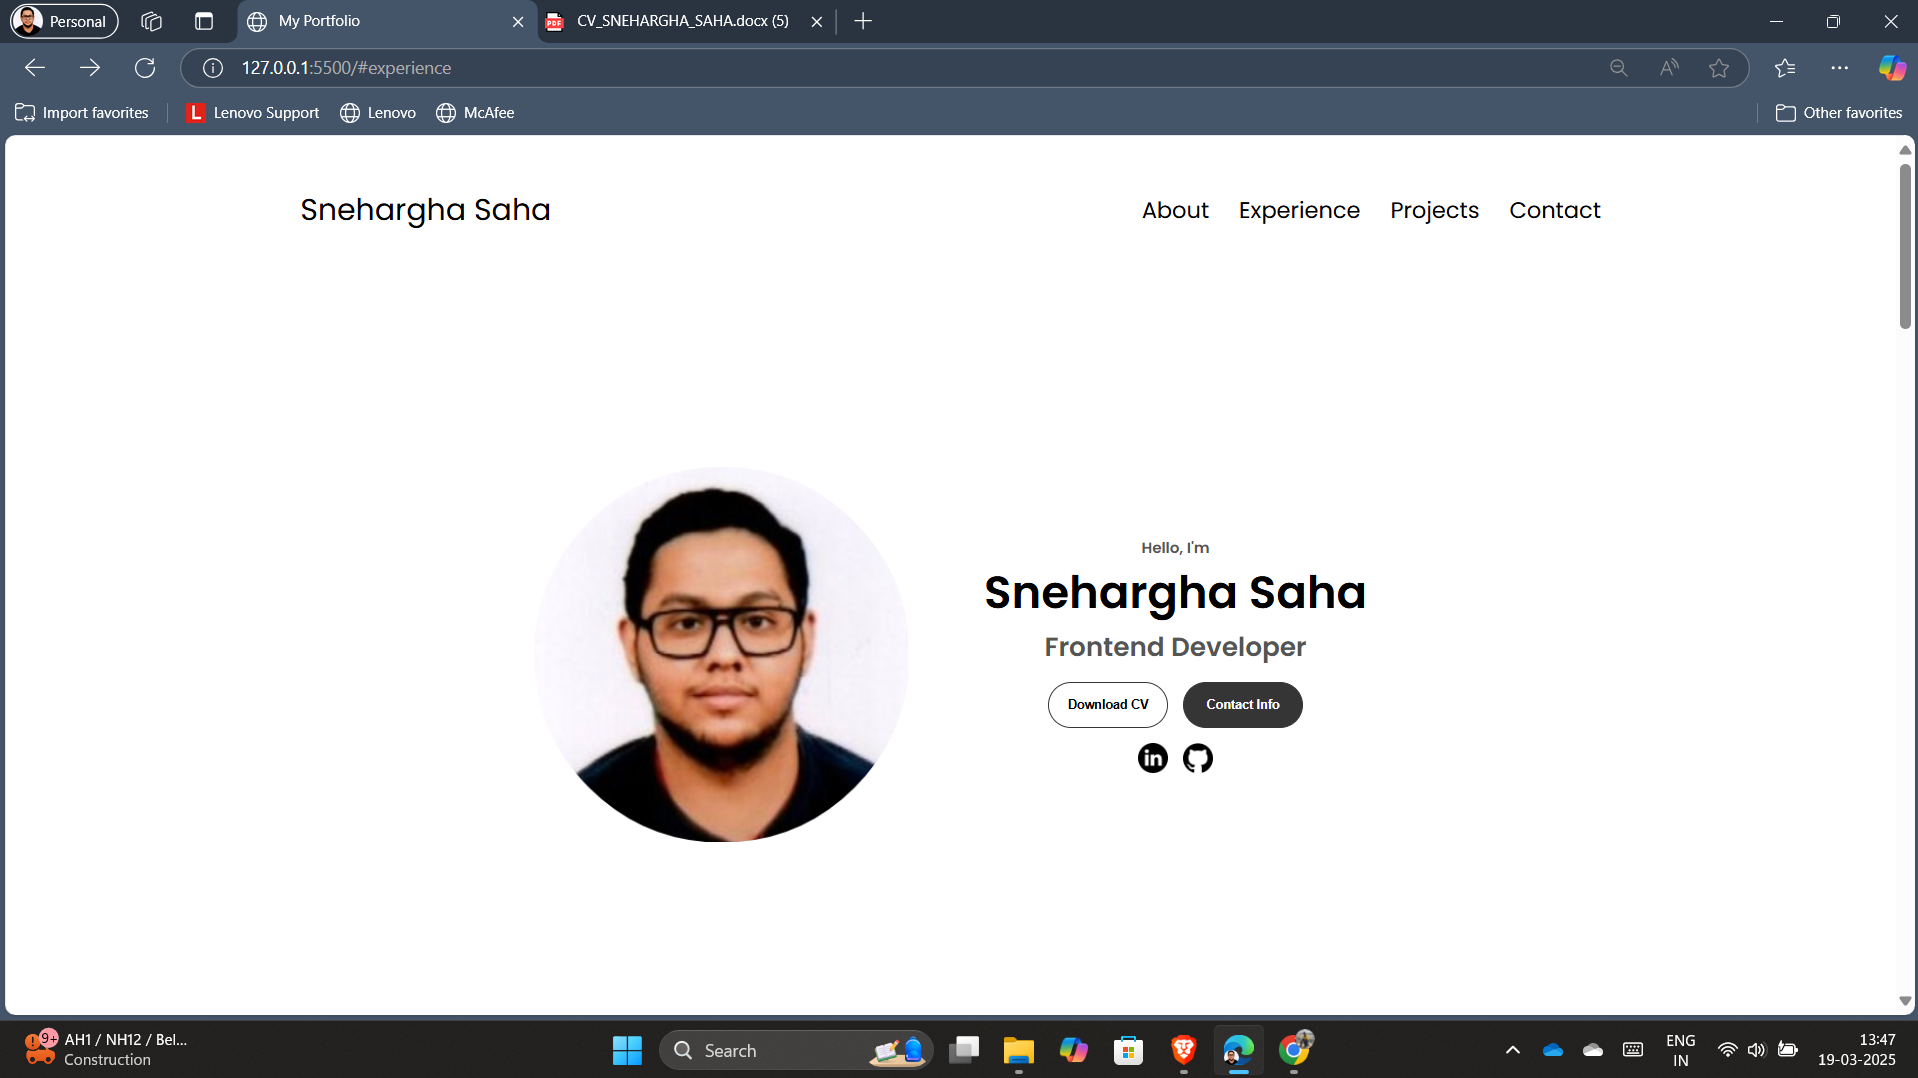 Personal
My Portfolio
CV_SNEHARGHA_SAHA.docx (5)
127.0.0.1:5500/#experience
Import favorites
Lenovo Support
Lenovo
McAfee
Other favorites
Snehargha Saha
About Experience Projects Contact
Hello, I'm
Snehargha Saha
Frontend Developer
Download CV Contact Info
in
9+
AH1 / NH12 / Bel...
Construction
Search
ENG
IN
13:47
19-03-2025